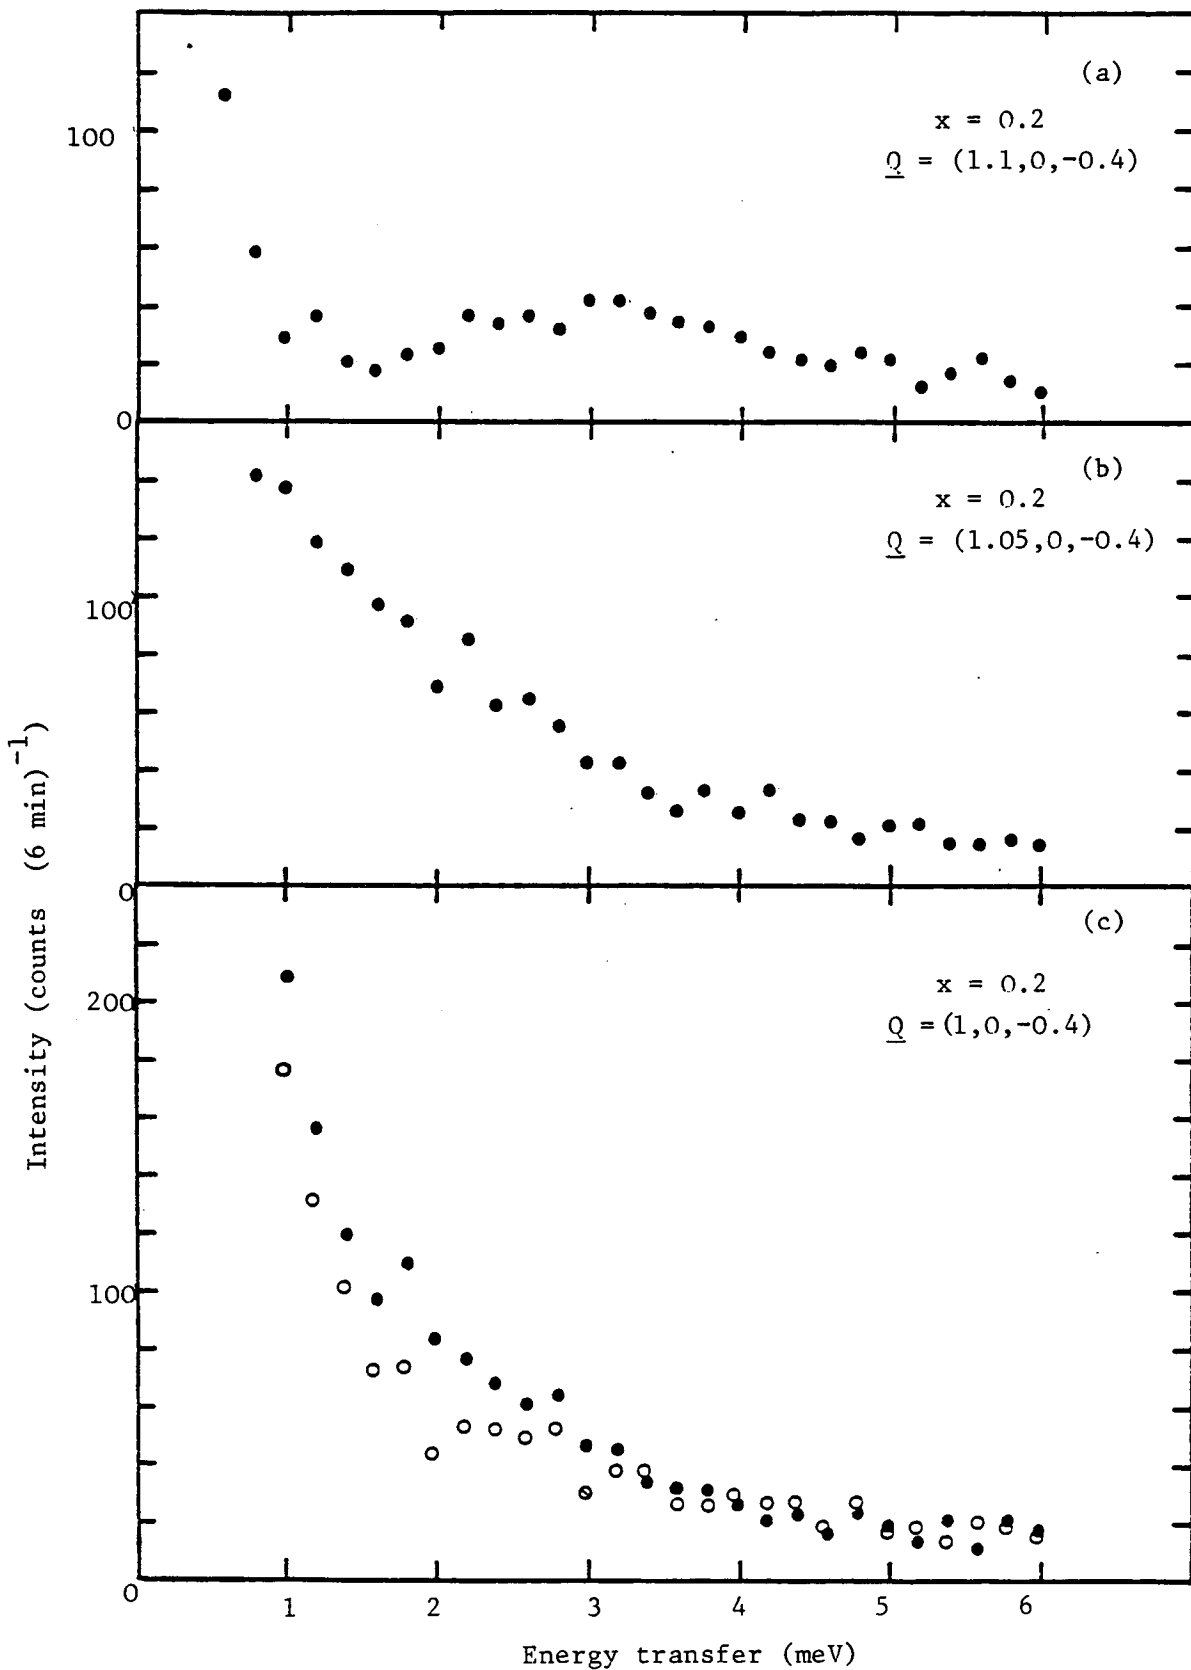 (a)
x = 0.2
Q = (1.1,0,-0.4)
100
0
(b)
x = 0.2
Q = (1.05,0,-0.4)
100
0
(c)
x = 0.2
Q = (1,0,-0.4)
200
100
0
1 2 3 4 5 6
Energy transfer (meV)
Intensity (counts (6 min)⁻¹)